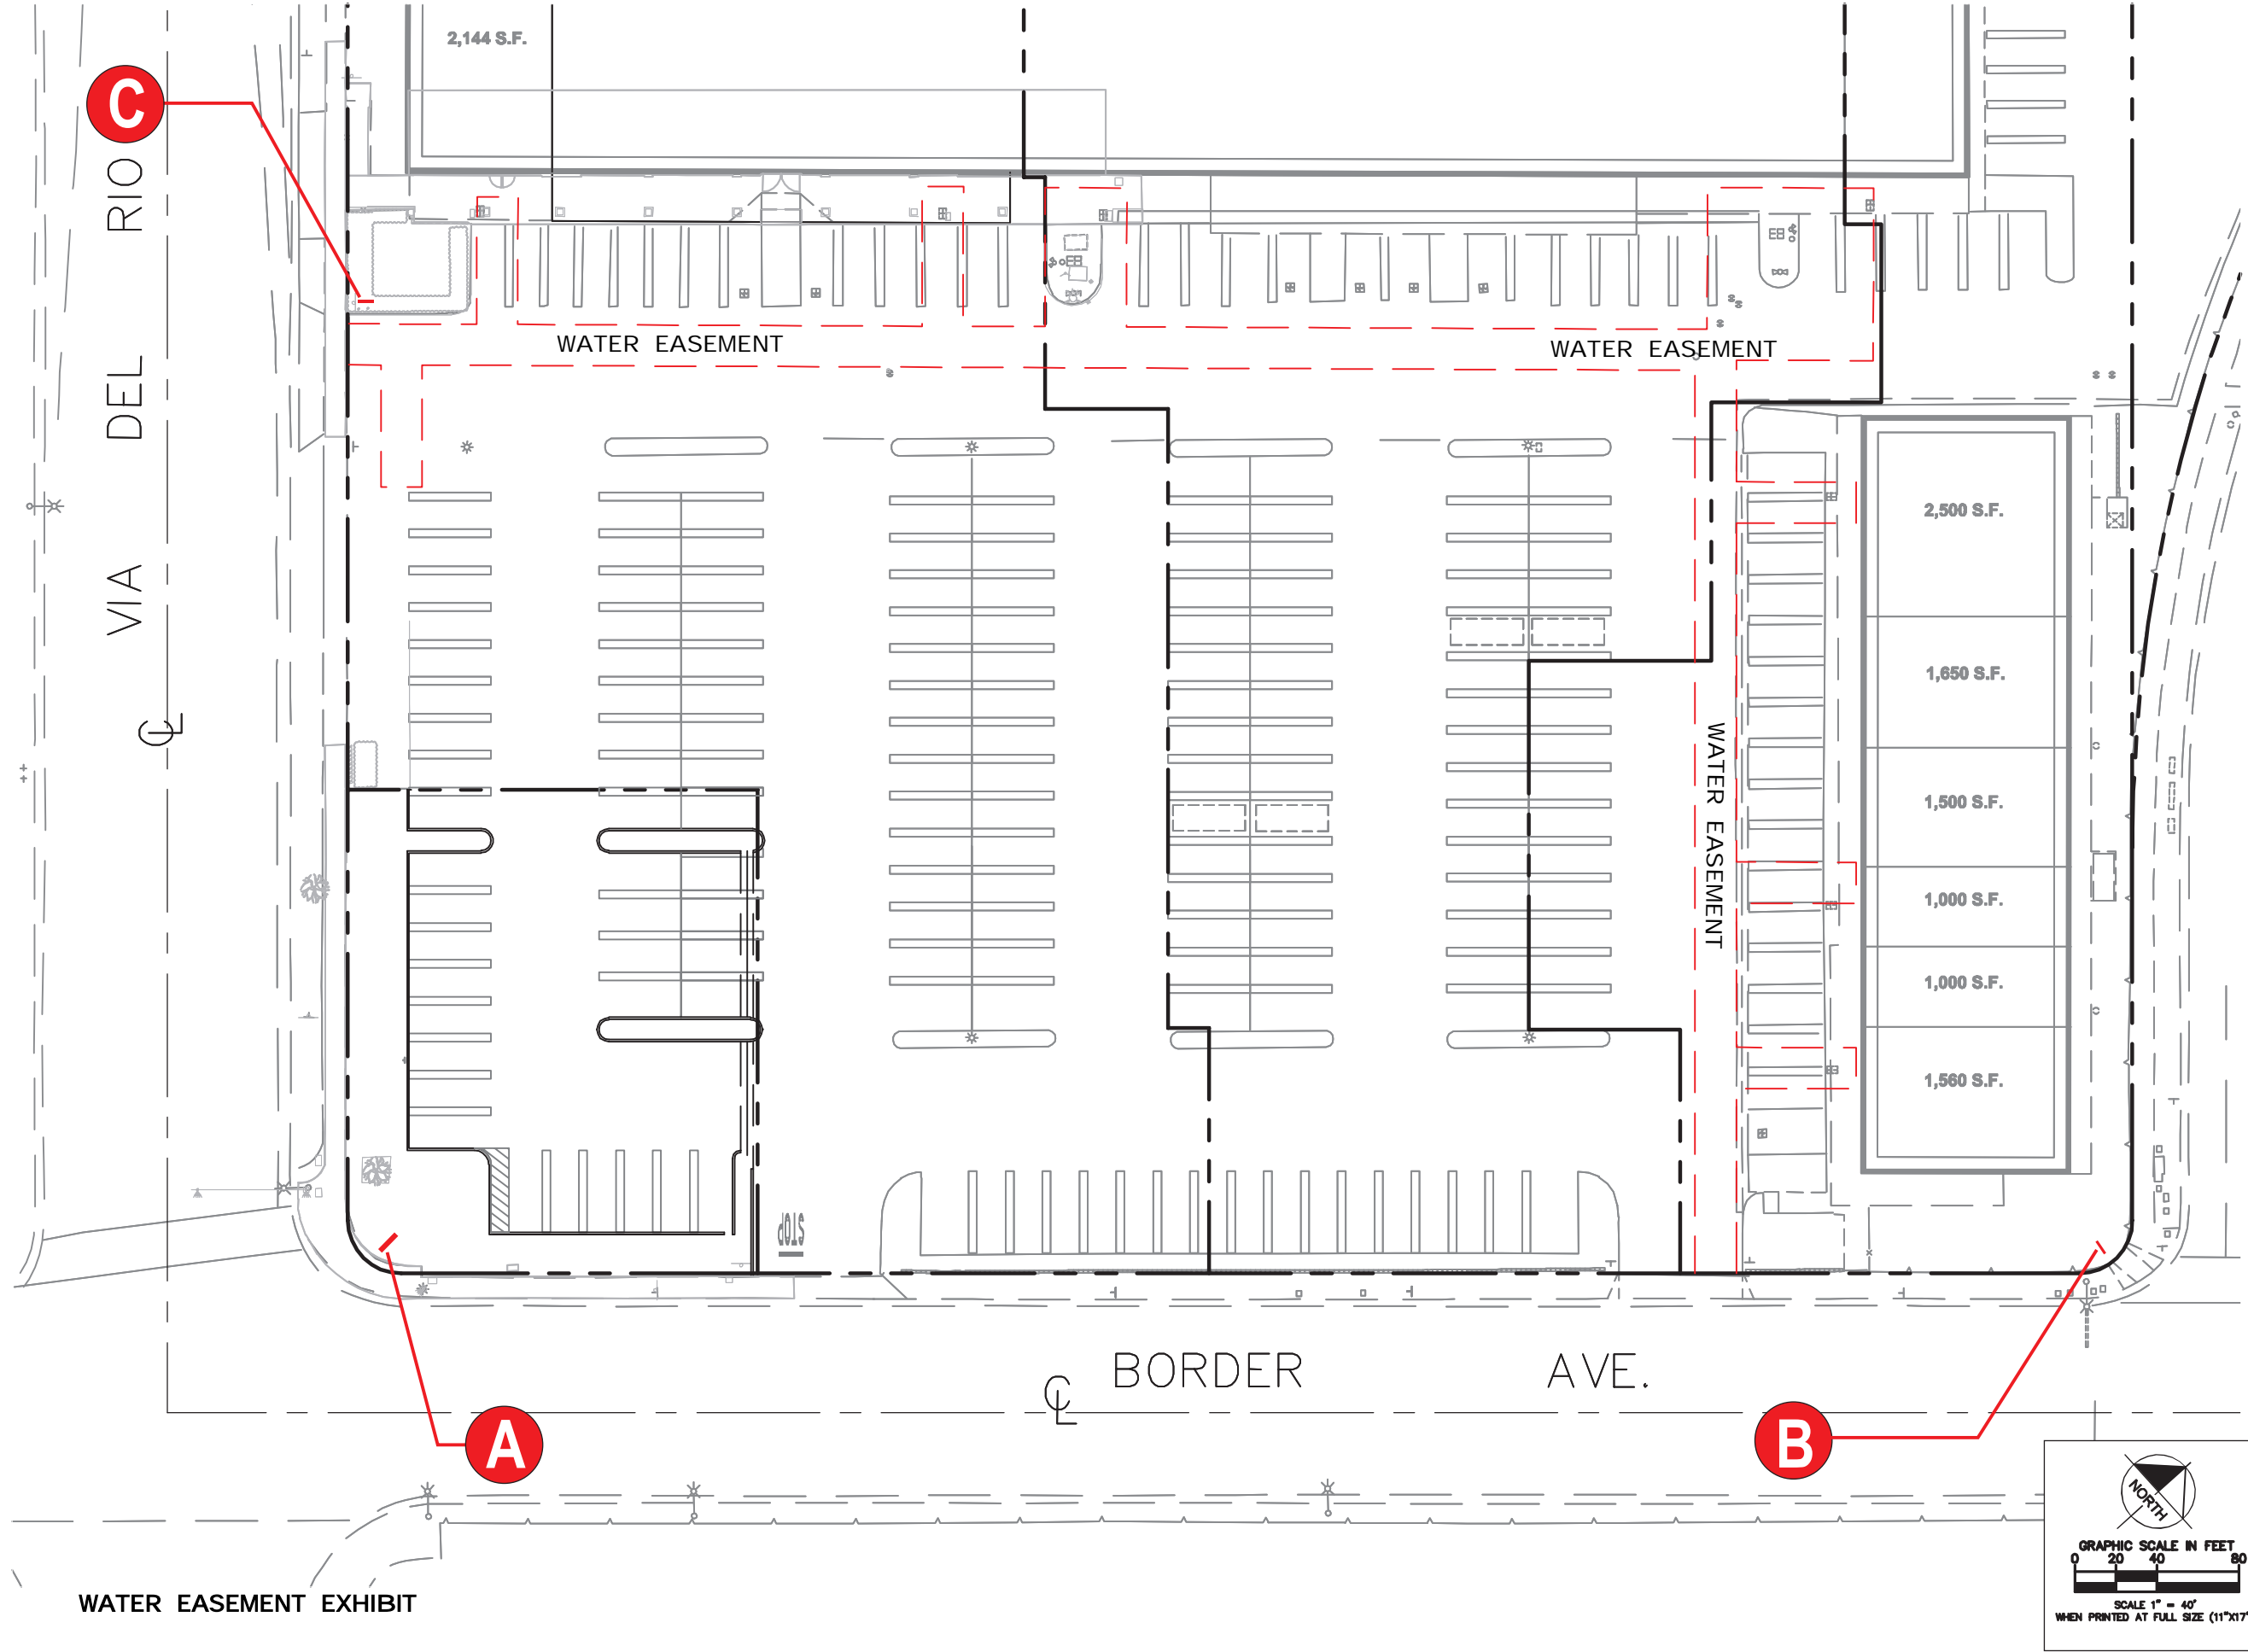 2,144 S.F.
C
VIA DEL RIO
WATER EASEMENT
WATER EASEMENT
2,500 S.F.
1,650 S.F.
WATER EASEMENT
1,500 S.F.
1,000 S.F.
1,000 S.F.
1,560 S.F.
STOP
BORDER AVE.
A
B
NORTH
GRAPHIC SCALE IN FEET
0 20 40 80
SCALE 1" = 40'
WHEN PRINTED AT FULL SIZE (11"X17"
WATER EASEMENT EXHIBIT